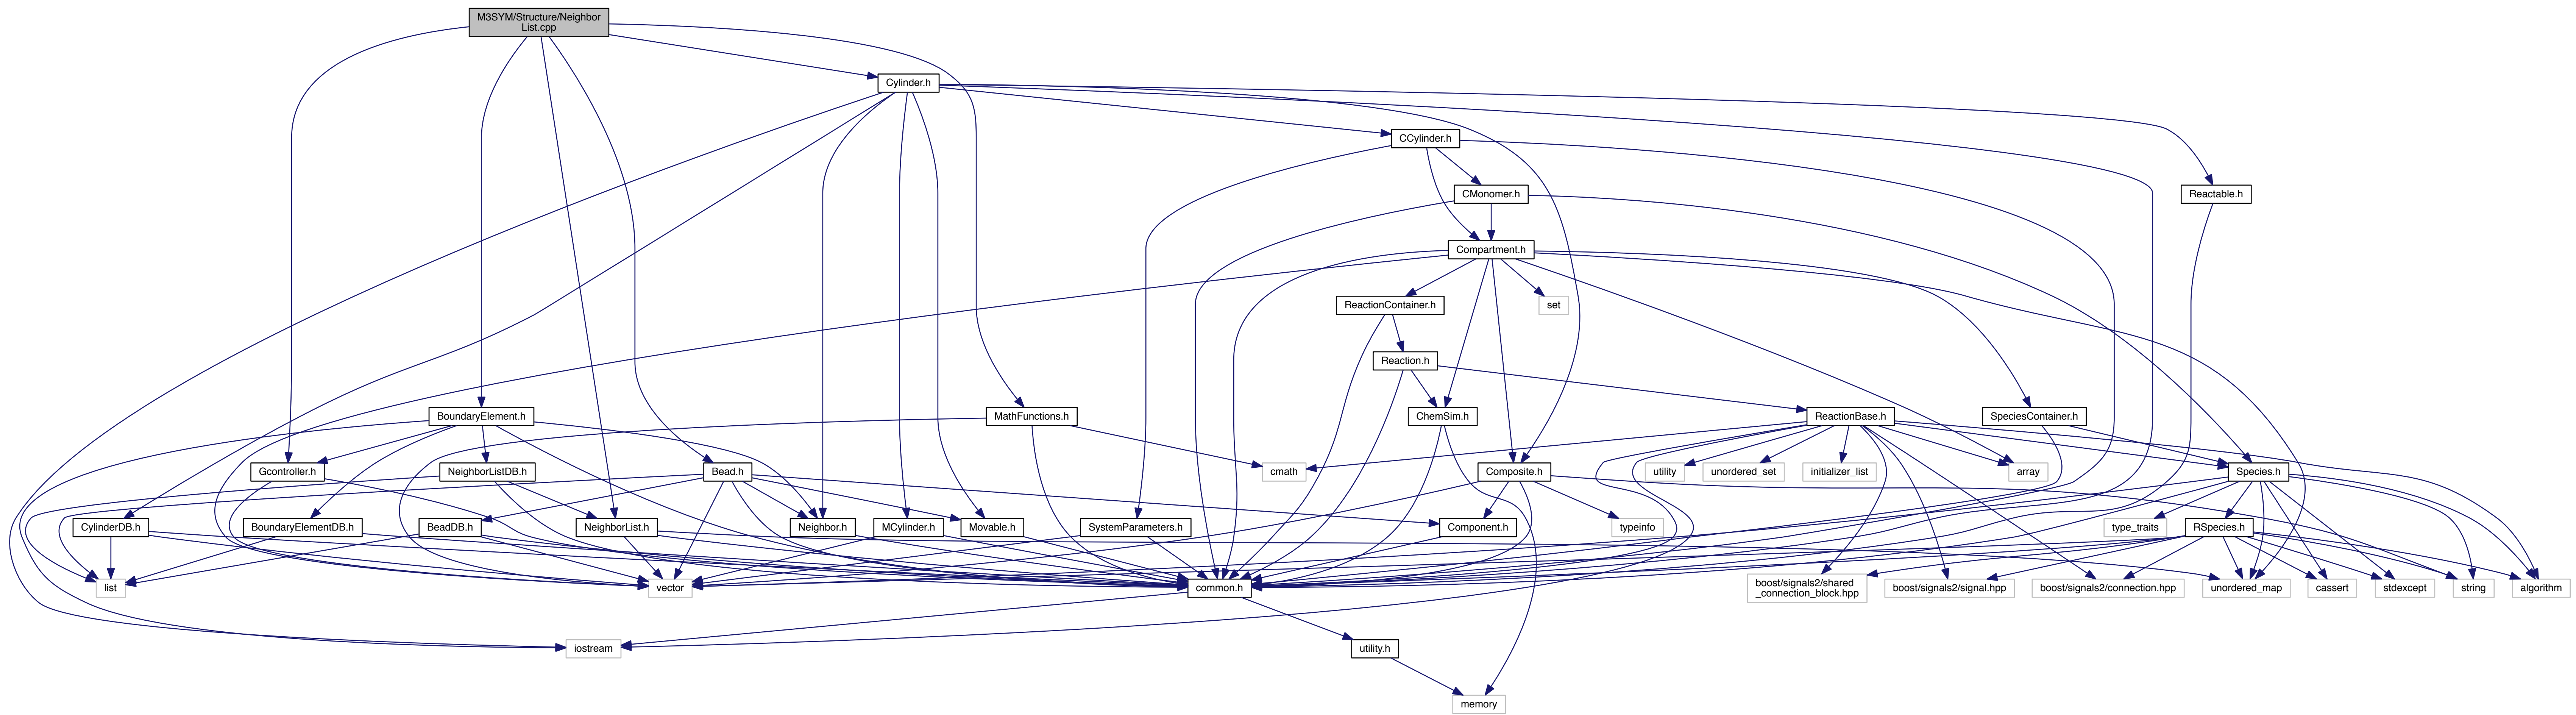 M3SYM/Structure/Neighbor
List.cpp
Cylinder.h
CCylinder.h
CMonomer.h
Reactable.h
Compartment.h
ReactionContainer.h
set
Reaction.h
BoundaryElement.h
MathFunctions.h
ChemSim.h
ReactionBase.h
SpeciesContainer.h
Gcontroller.h
NeighborListDB.h
Bead.h
cmath
Composite.h
utility
unordered_set
initializer_list
array
Species.h
CylinderDB.h
BoundaryElementDB.h
BeadDB.h
NeighborList.h
Neighbor.h
MCylinder.h
Movable.h
SystemParameters.h
Component.h
typeinfo
type_traits
RSpecies.h
list
vector
common.h
boost/signals2/shared
_connection_block.hpp
boost/signals2/signal.hpp
boost/signals2/connection.hpp
unordered_map
cassert
stdexcept
string
algorithm
iostream
utility.h
memory